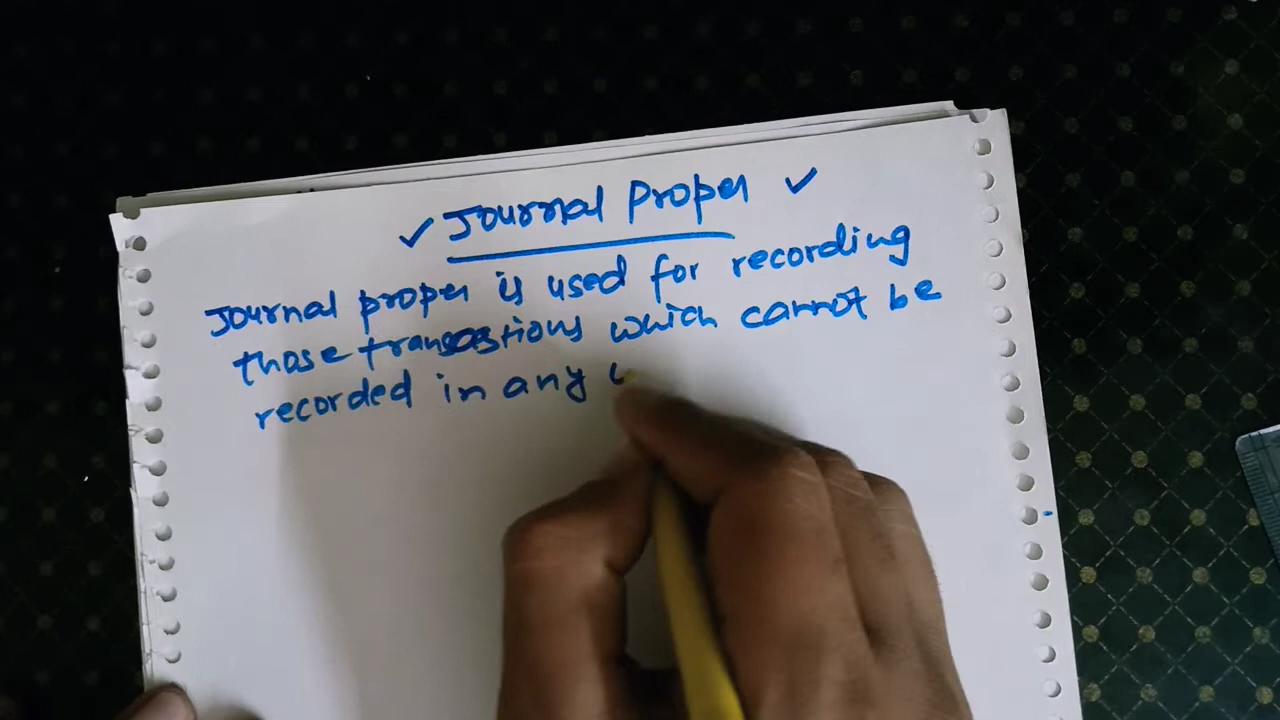 ✓ Journal Proper ✓
Journal proper is used for recording
those transactions which cannot be
recorded in any